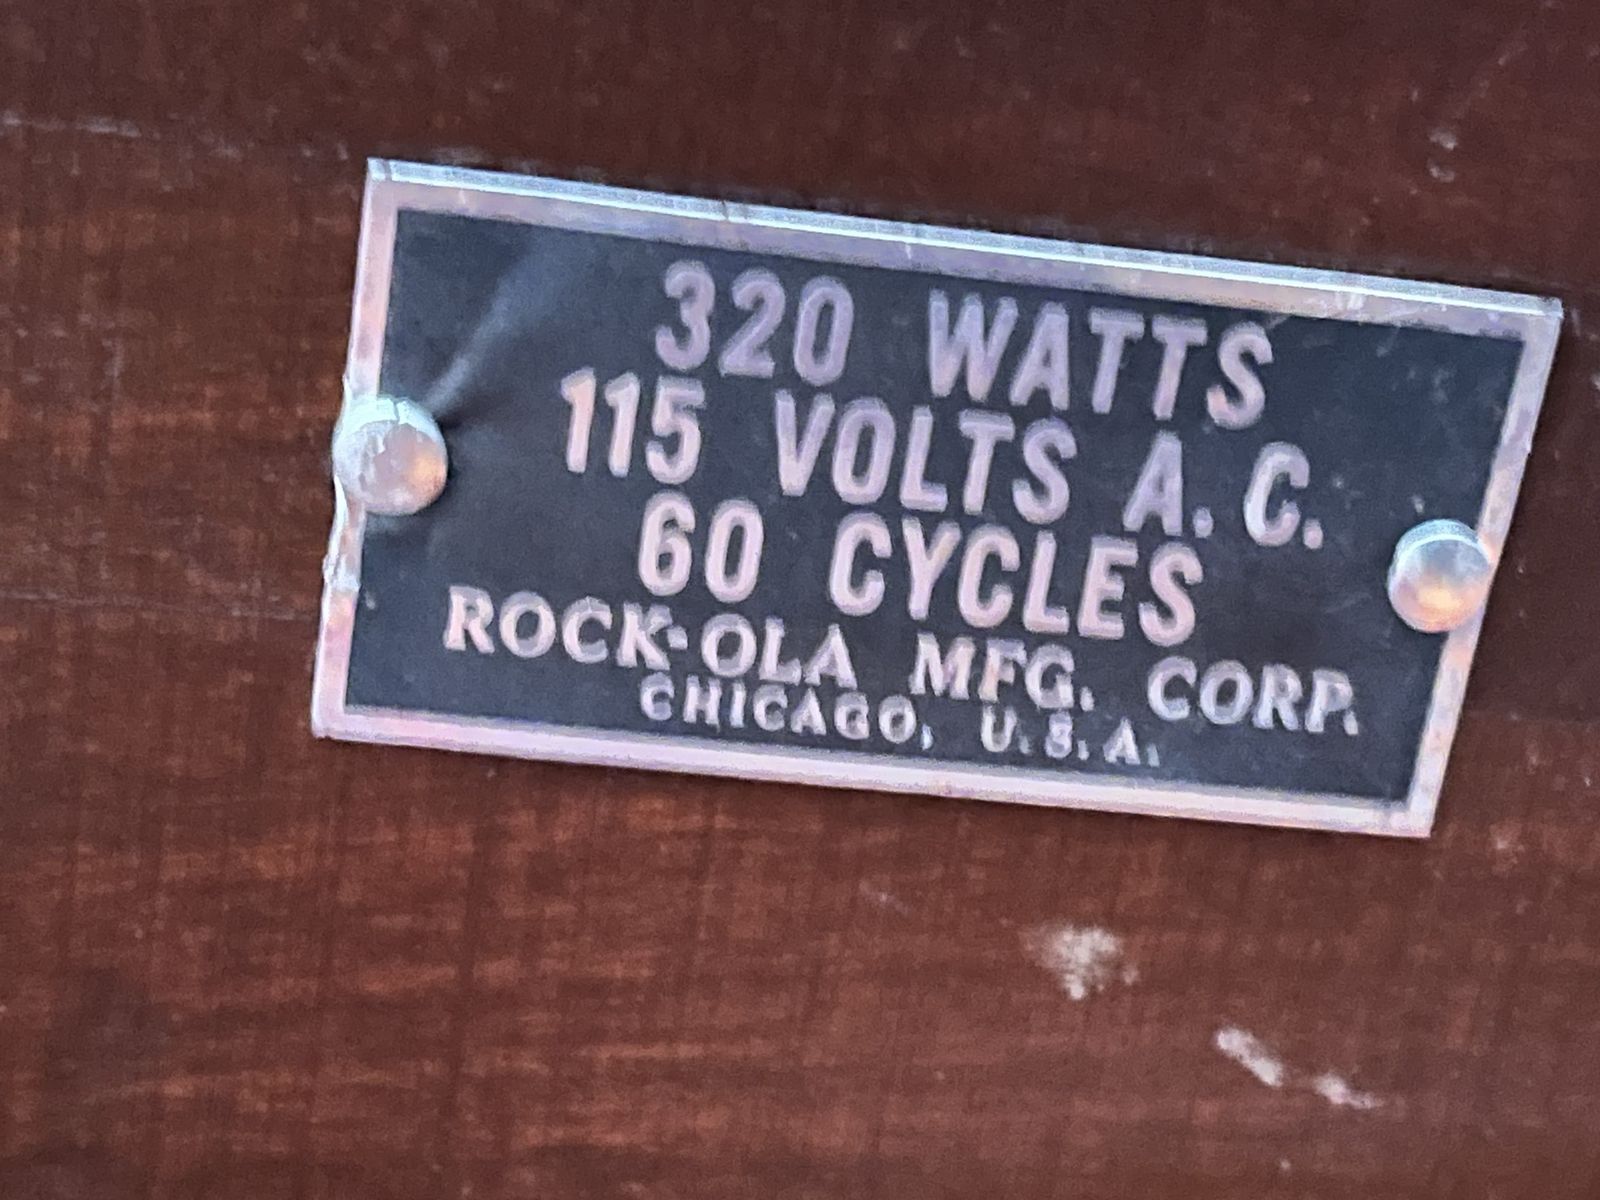 320 WATTS
115 VOLTS A.C.
60 CYCLES
ROCK-OLA MFG. CORP.
CHICAGO, U.S.A.